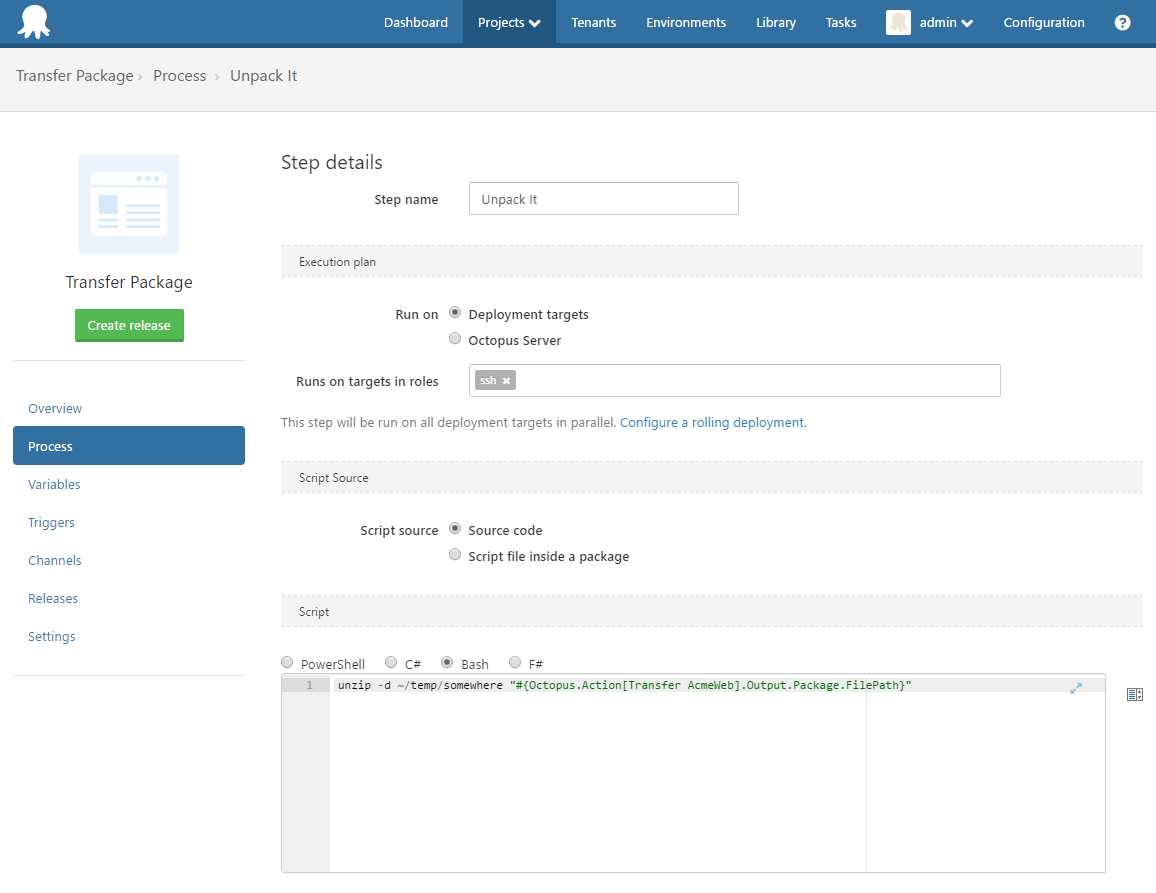 Dashboard Projects Tenants Environments Library Tasks admin Configuration ?
Transfer Package › Process › Unpack It
Step details
Step name Unpack It
Execution plan
Transfer Package
Create release
Run on Deployment targets
Octopus Server
Runs on targets in roles ssh ×
This step will be run on all deployment targets in parallel. Configure a rolling deployment.
Overview
Process
Variables
Triggers
Channels
Releases
Settings
Script Source
Script source Source code
Script file inside a package
Script
PowerShell C# Bash F#
1 unzip -d ~/temp/somewhere "#{Octopus.Action[Transfer AcmeWeb].Output.Package.FilePath}"